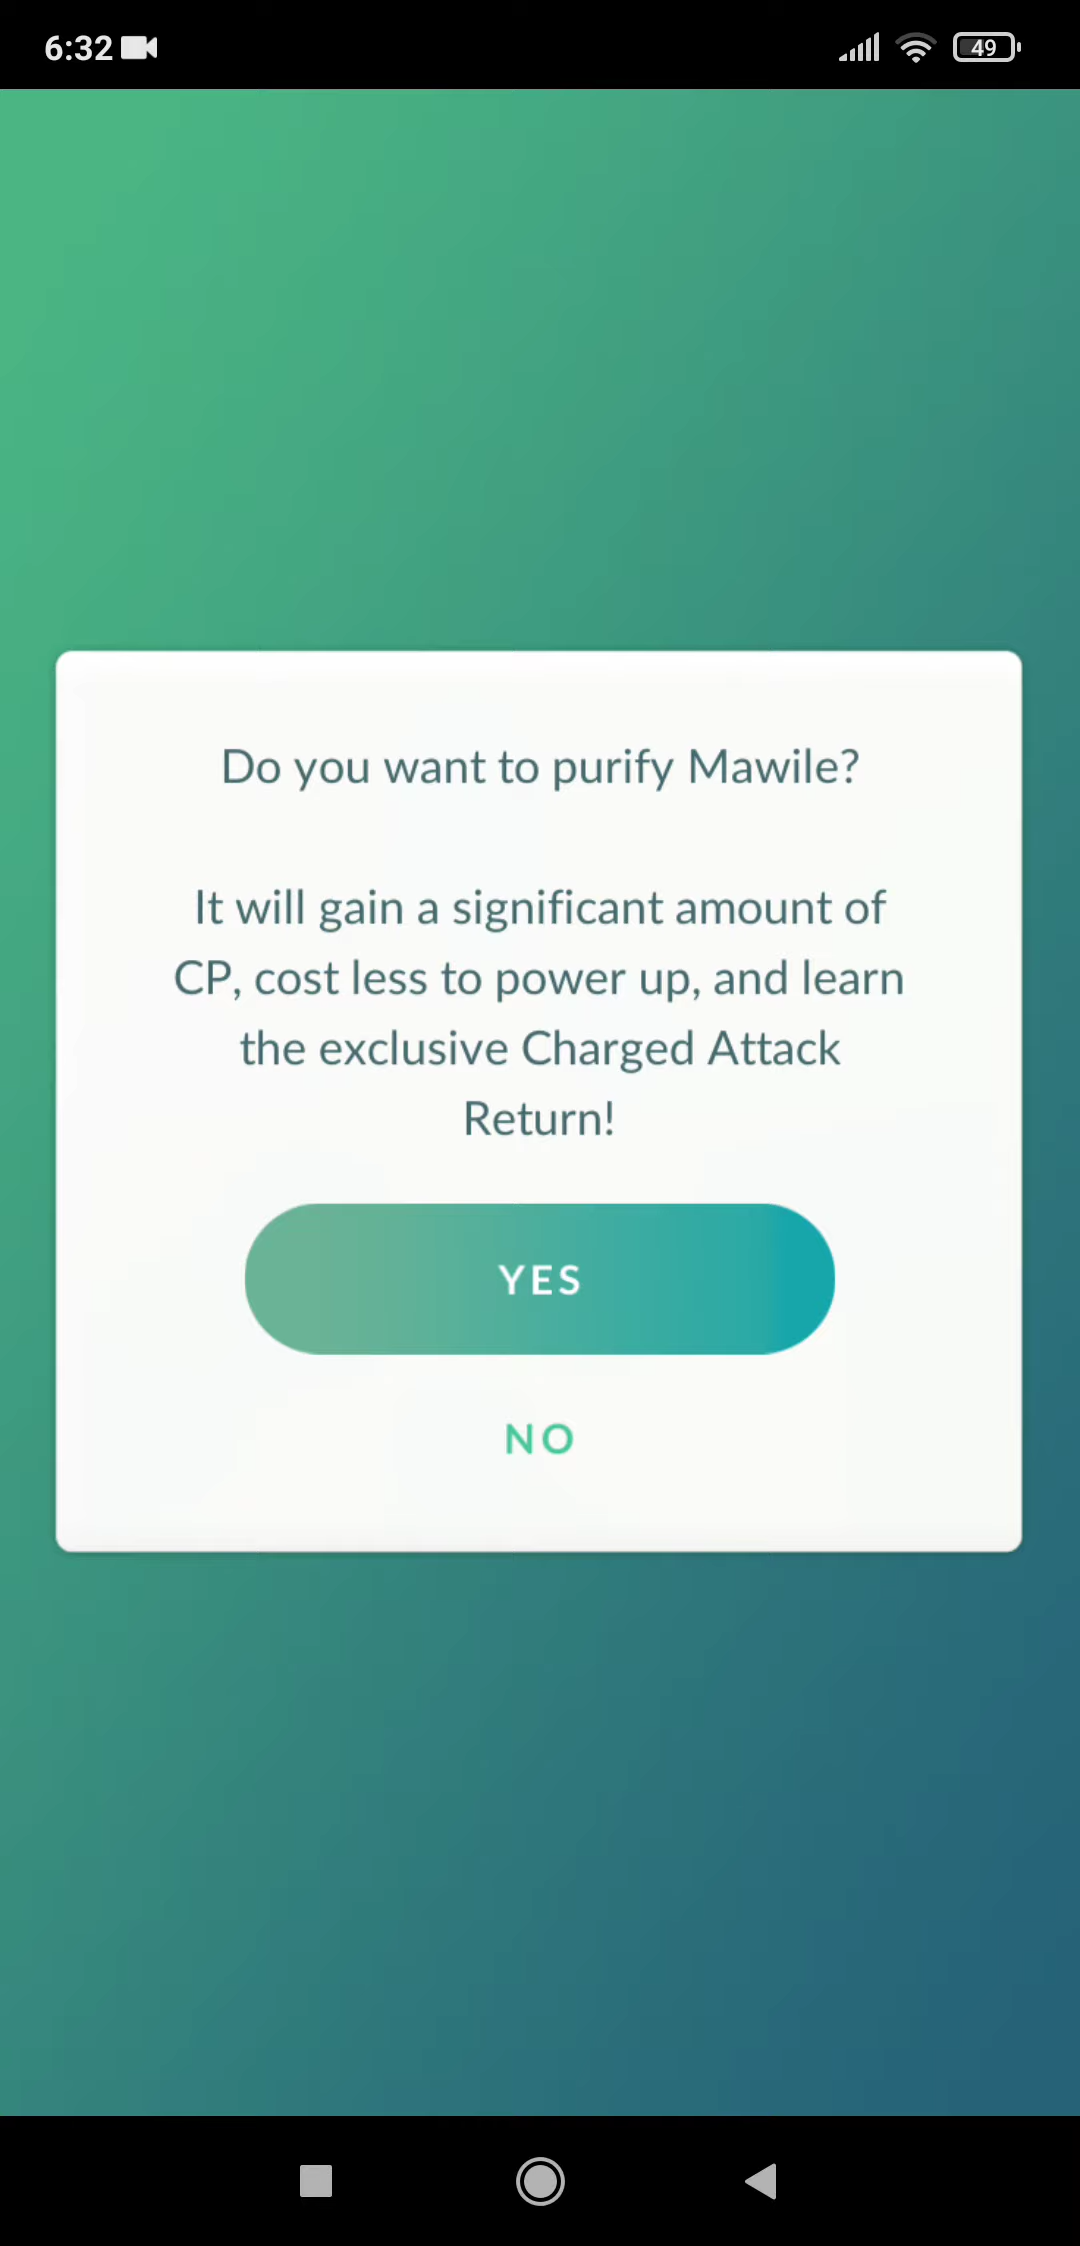 6:32
49
Do you want to purify Mawile?
It will gain a significant amount of
CP, cost less to power up, and learn
the exclusive Charged Attack
Return!
YES
NO